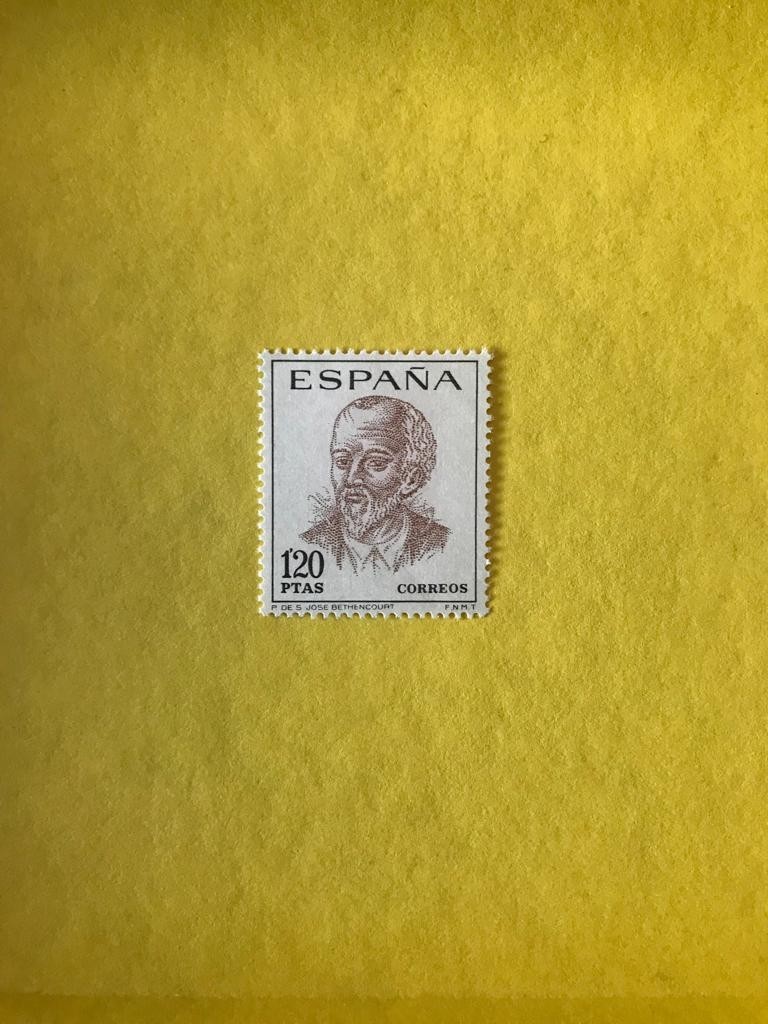 ESPAÑA
1'20
PTAS CORREOS
P. DE S. JOSE BETHENCOURT F.N.M.T